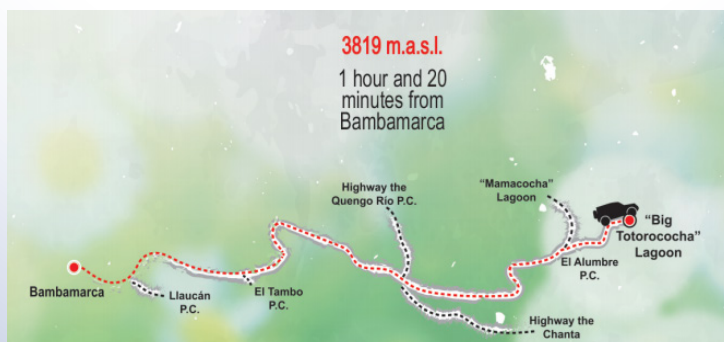 3819 m.a.s.l.
1 hour and 20
minutes from
Bambamarca
Highway the
Quengo Río P.C.
"Mamacocha"
Lagoon
"Big
Totorococha"
Lagoon
El Alumbre
P.C.
Bambamarca
Llaucán
P.C.
El Tambo
P.C.
Highway the
Chanta